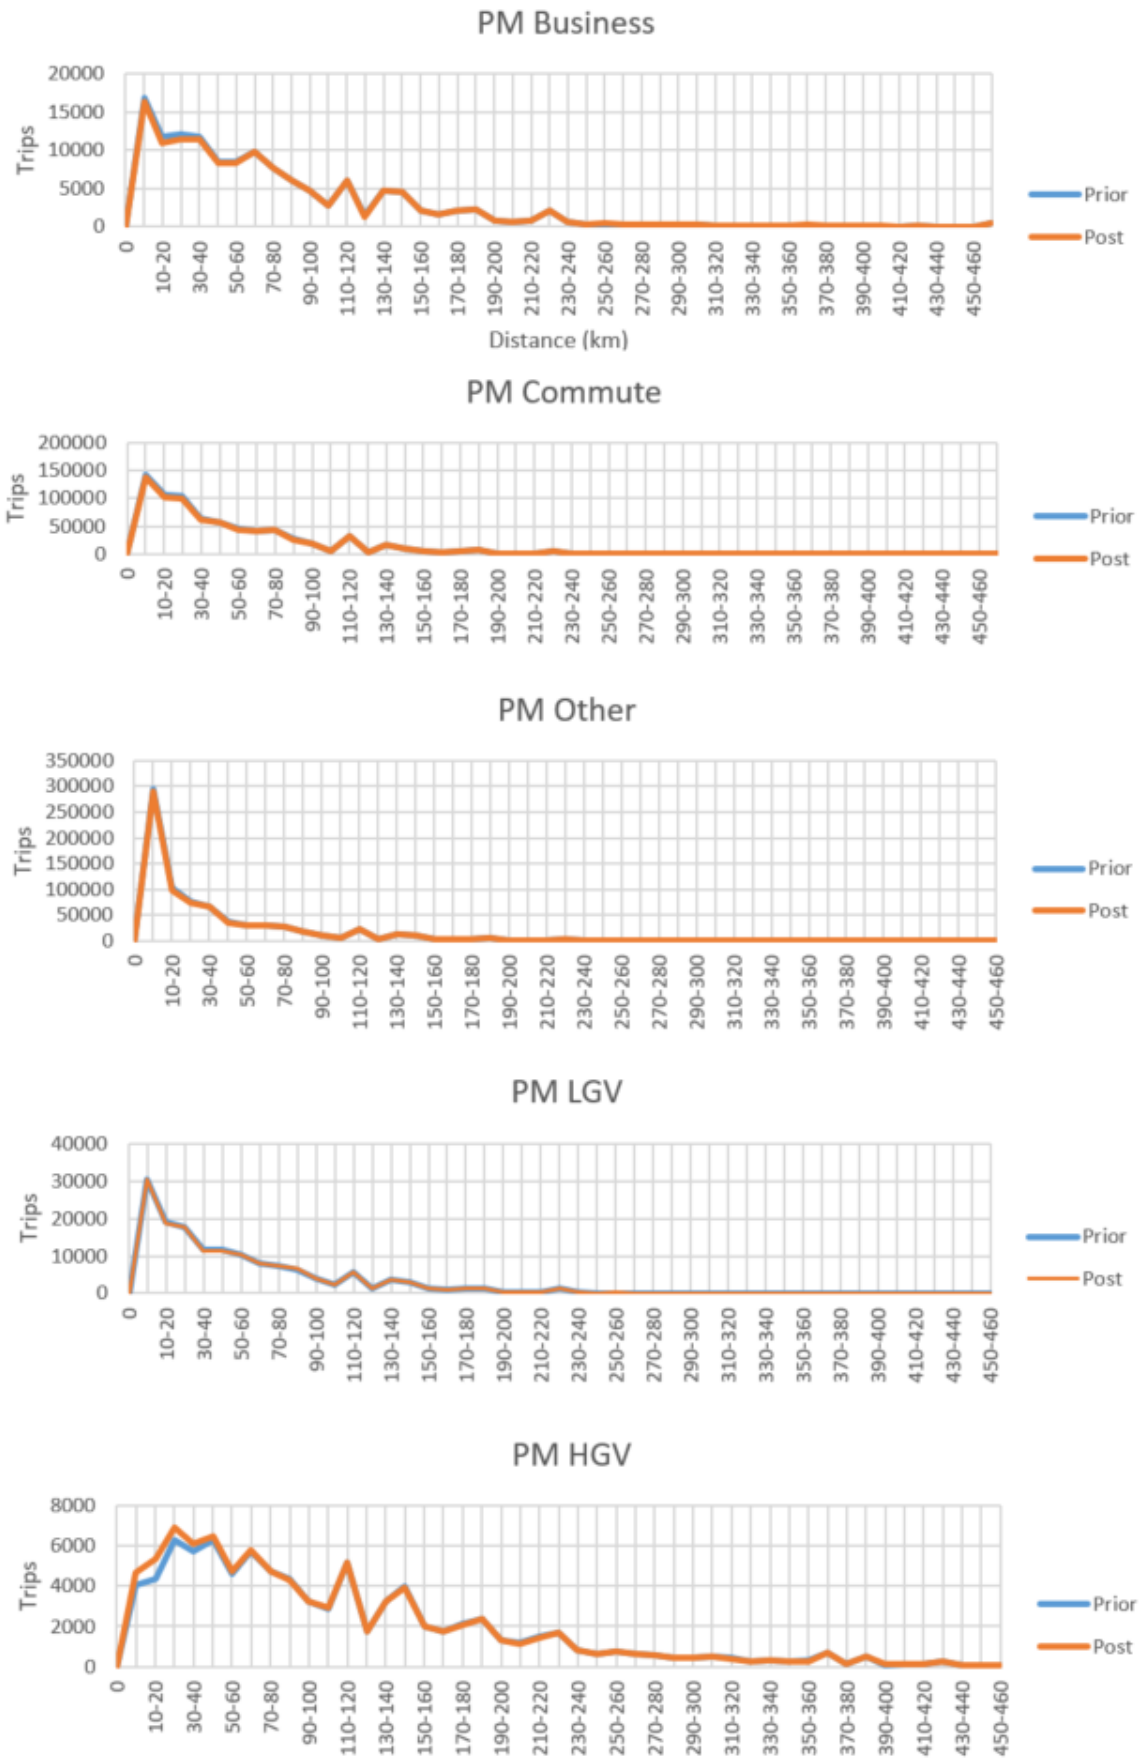 PM Business
20000
15000
10000
5000
0
Trips
0 10-20 30-40 50-60 70-80 90-100 110-120 130-140 150-160 170-180 190-200 210-220 230-240 250-260 270-280 290-300 310-320 330-340 350-360 370-380 390-400 410-420 430-440 450-460
Distance (km)
Prior
Post
PM Commute
200000
150000
100000
50000
0
Trips
0 10-20 30-40 50-60 70-80 90-100 110-120 130-140 150-160 170-180 190-200 210-220 230-240 250-260 270-280 290-300 310-320 330-340 350-360 370-380 390-400 410-420 430-440 450-460
Prior
Post
PM Other
350000
300000
250000
200000
150000
100000
50000
0
Trips
0 10-20 30-40 50-60 70-80 90-100 110-120 130-140 150-160 170-180 190-200 210-220 230-240 250-260 270-280 290-300 310-320 330-340 350-360 370-380 390-400 410-420 430-440 450-460
Prior
Post
PM LGV
40000
30000
20000
10000
0
Trips
0 10-20 30-40 50-60 70-80 90-100 110-120 130-140 150-160 170-180 190-200 210-220 230-240 250-260 270-280 290-300 310-320 330-340 350-360 370-380 390-400 410-420 430-440 450-460
Prior
Post
PM HGV
8000
6000
4000
2000
0
Trips
0 10-20 30-40 50-60 70-80 90-100 110-120 130-140 150-160 170-180 190-200 210-220 230-240 250-260 270-280 290-300 310-320 330-340 350-360 370-380 390-400 410-420 430-440 450-460
Prior
Post